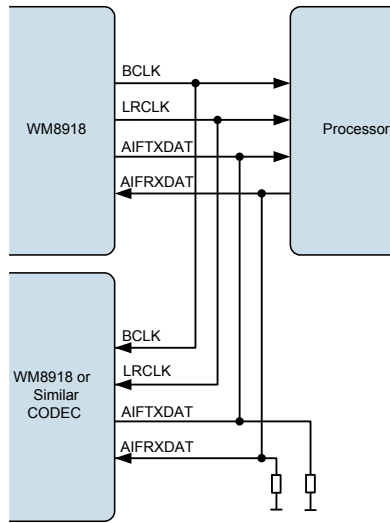 BCLK
LRCLK
WM8918
Processor
AIFTXDAT
AIFRXDAT
BCLK
LRCLK
WM8918 or
Similar
CODEC
AIFTXDAT
AIFRXDAT